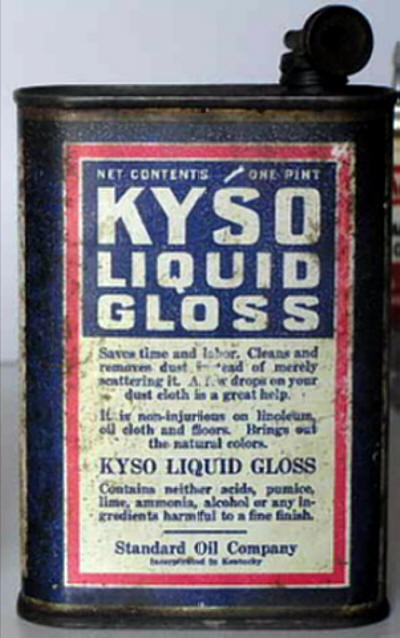 NET CONTENTS ONE PINT
KYSO
LIQUID
GLOSS
Saves time and labor. Cleans and
removes dust instead of merely
scattering it. A few drops on your
dust cloth is a great help.
It is non-injurious on linoleum,
oil cloth and floors. Brings out
the natural colors.
KYSO LIQUID GLOSS
Contains neither acids, pumice,
lime, ammonia, alcohol or any in-
gredients harmful to a fine finish.
Standard Oil Company
Incorporated in Kentucky